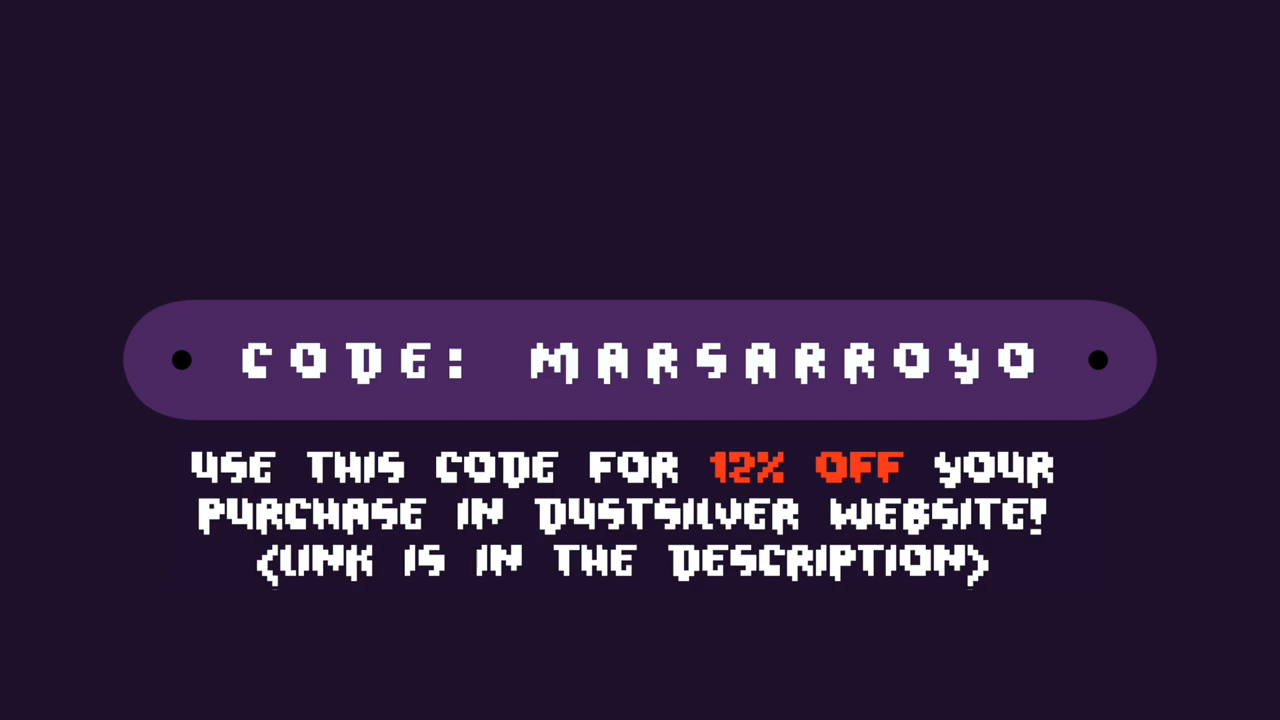 CODE: MARSARROYO
USE THIS CODE FOR 12% OFF YOUR
PURCHASE IN DUSTSILVER WEBSITE!
(LINK IS IN THE DESCRIPTION)